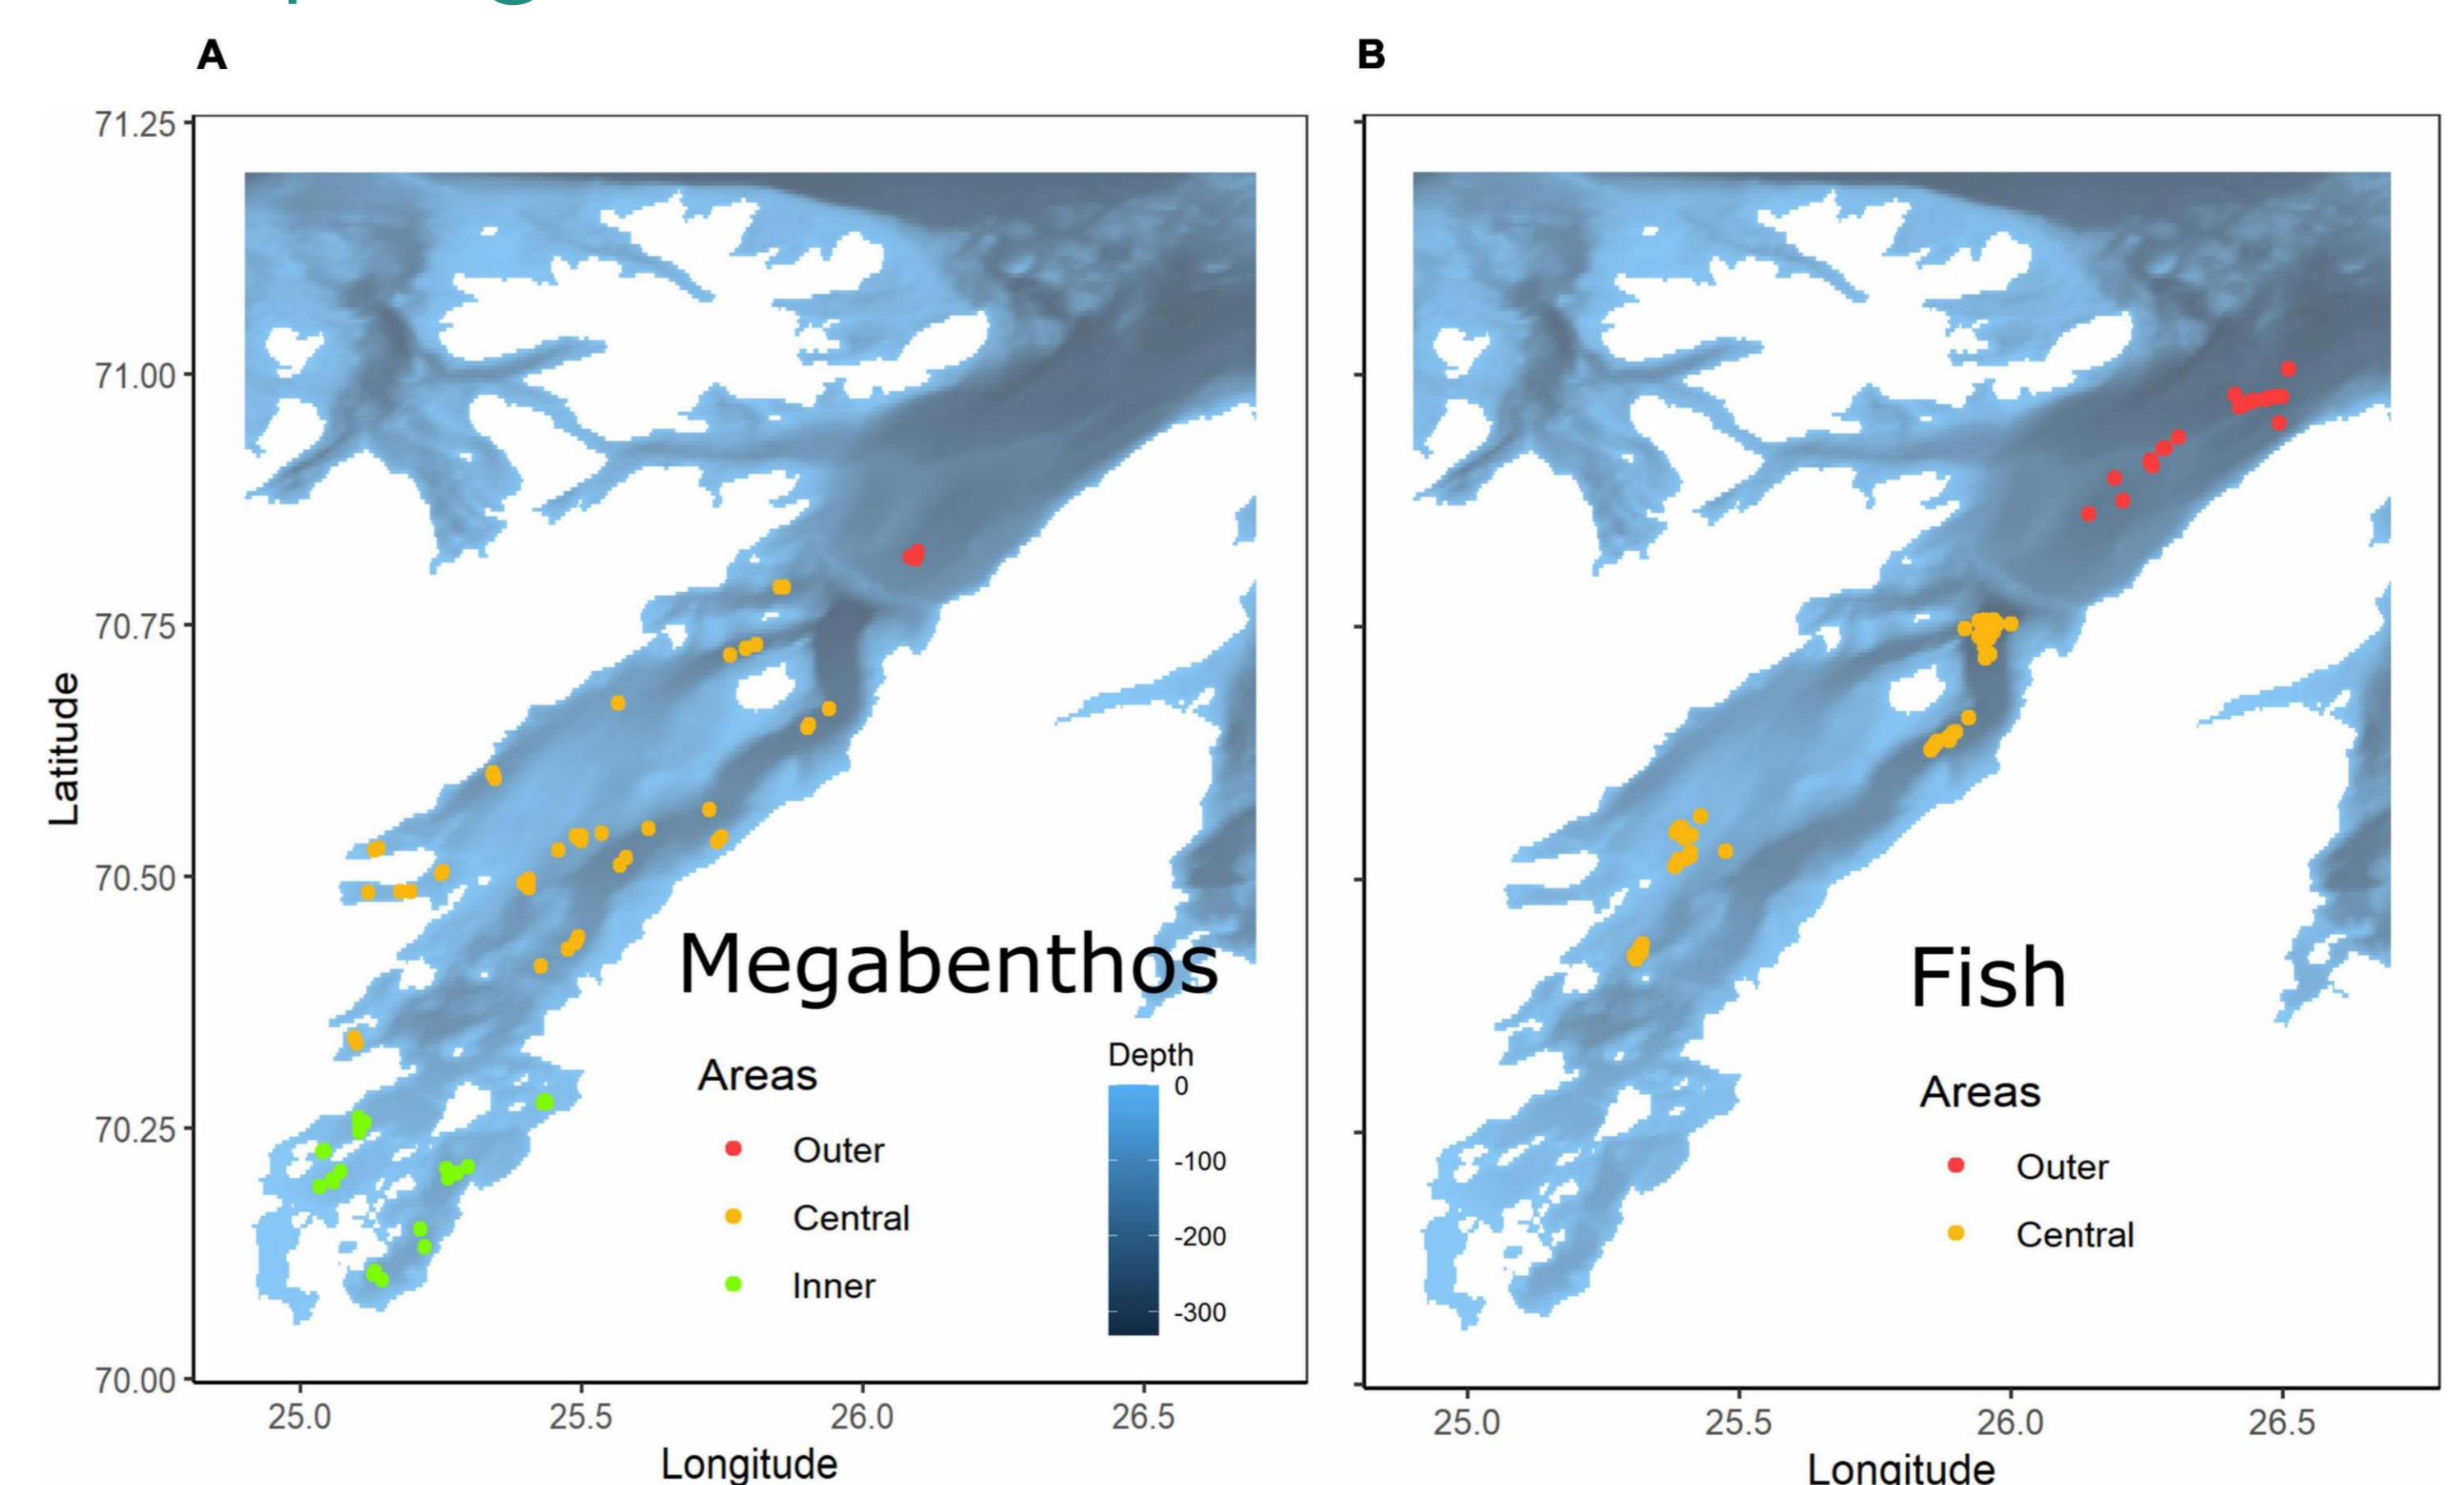 A
B
71.25
71.00
70.75
70.50
70.25
70.00
Latitude
25.0
25.5
26.0
26.5
Longitude
Megabenthos
Areas
Outer
Central
Inner
Depth
0
-100
-200
-300
Fish
Areas
Outer
Central
25.0
25.5
26.0
26.5
Longitude